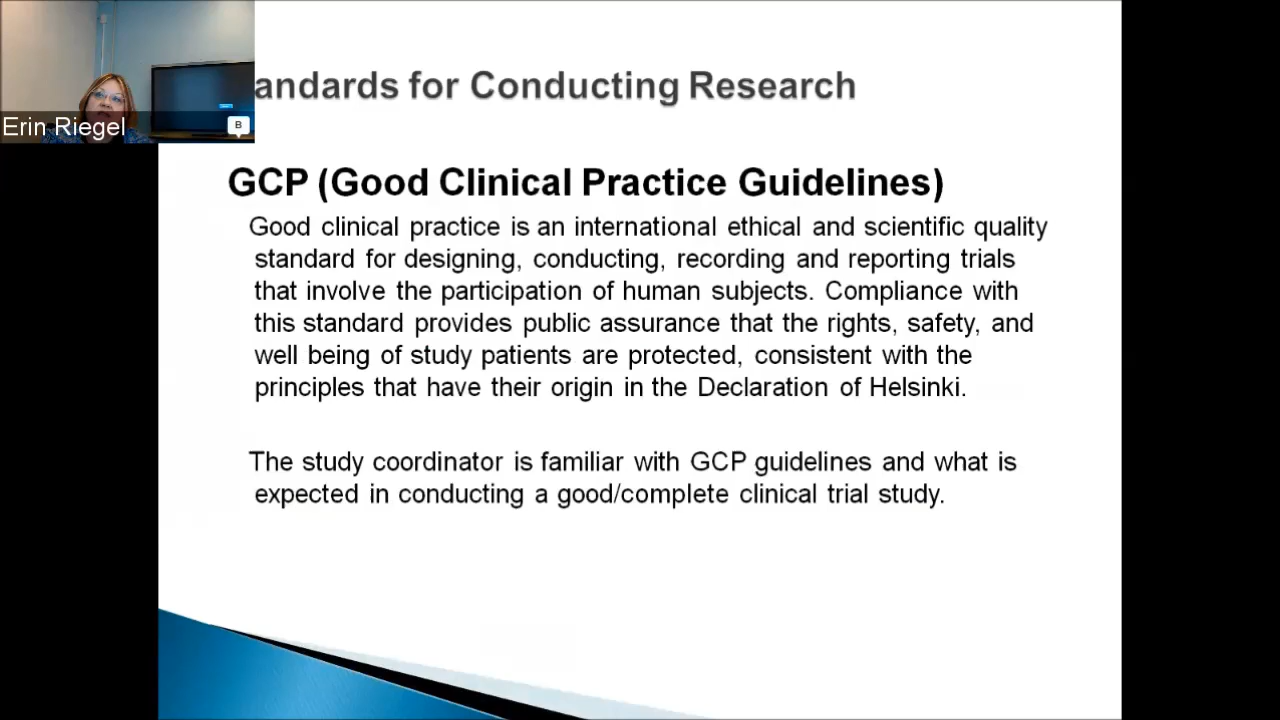 andards for Conducting Research
Erin Riegel
B
GCP (Good Clinical Practice Guidelines)
Good clinical practice is an international ethical and scientific quality
standard for designing, conducting, recording and reporting trials
that involve the participation of human subjects. Compliance with
this standard provides public assurance that the rights, safety, and
well being of study patients are protected, consistent with the
principles that have their origin in the Declaration of Helsinki.
The study coordinator is familiar with GCP guidelines and what is
expected in conducting a good/complete clinical trial study.